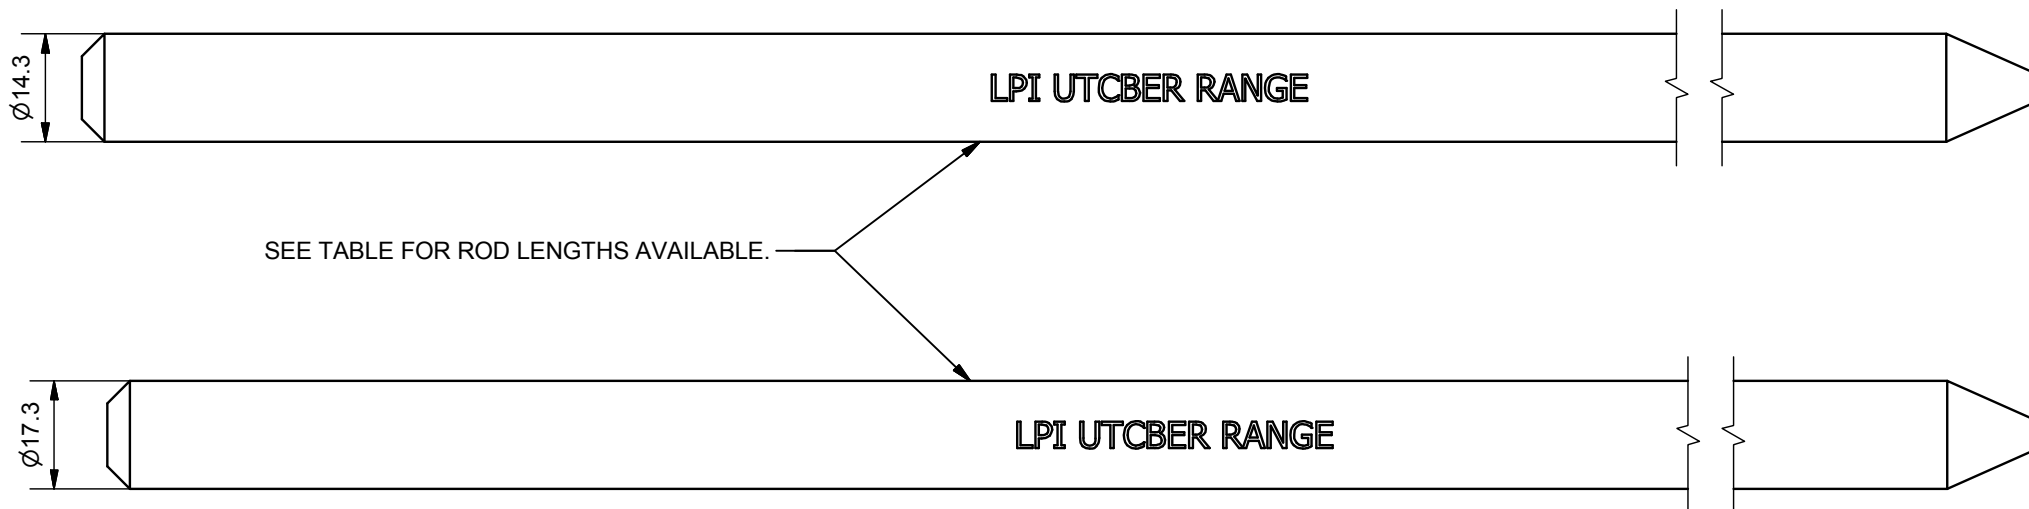 Ø14.3
LPI UTCBER RANGE
SEE TABLE FOR ROD LENGTHS AVAILABLE.
Ø17.3
LPI UTCBER RANGE